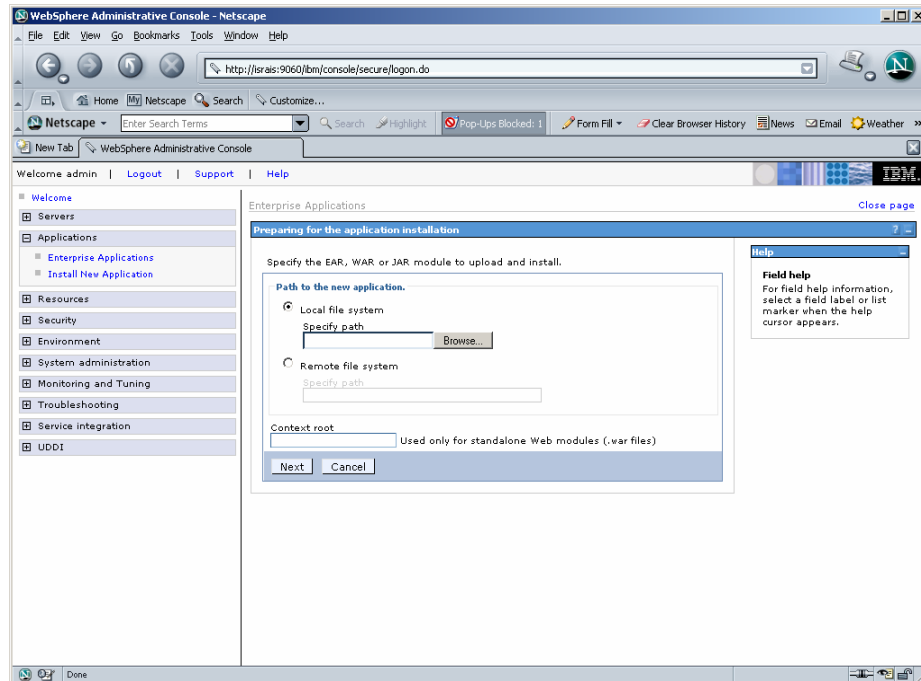 WebSphere Administrative Console - Netscape
File Edit View Go Bookmarks Tools Window Help
http://israis:9060/ibm/console/secure/logon.do
Home My Netscape Search Customize...
Netscape Enter Search Terms Search Highlight Pop-Ups Blocked: 1 Form Fill Clear Browser History News Email Weather »
New Tab WebSphere Administrative Console
Welcome admin | Logout | Support | Help
IBM.
Welcome
Servers
Applications
Enterprise Applications
Install New Application
Resources
Security
Environment
System administration
Monitoring and Tuning
Troubleshooting
Service integration
UDDI
Enterprise Applications
Close page
Preparing for the application installation
Specify the EAR, WAR or JAR module to upload and install.
Path to the new application.
Local file system
Specify path
Browse...
Remote file system
Specify path
Context root
Used only for standalone Web modules (.war files)
Next Cancel
Help
Field help
For field help information,
select a field label or list
marker when the help
cursor appears.
Done